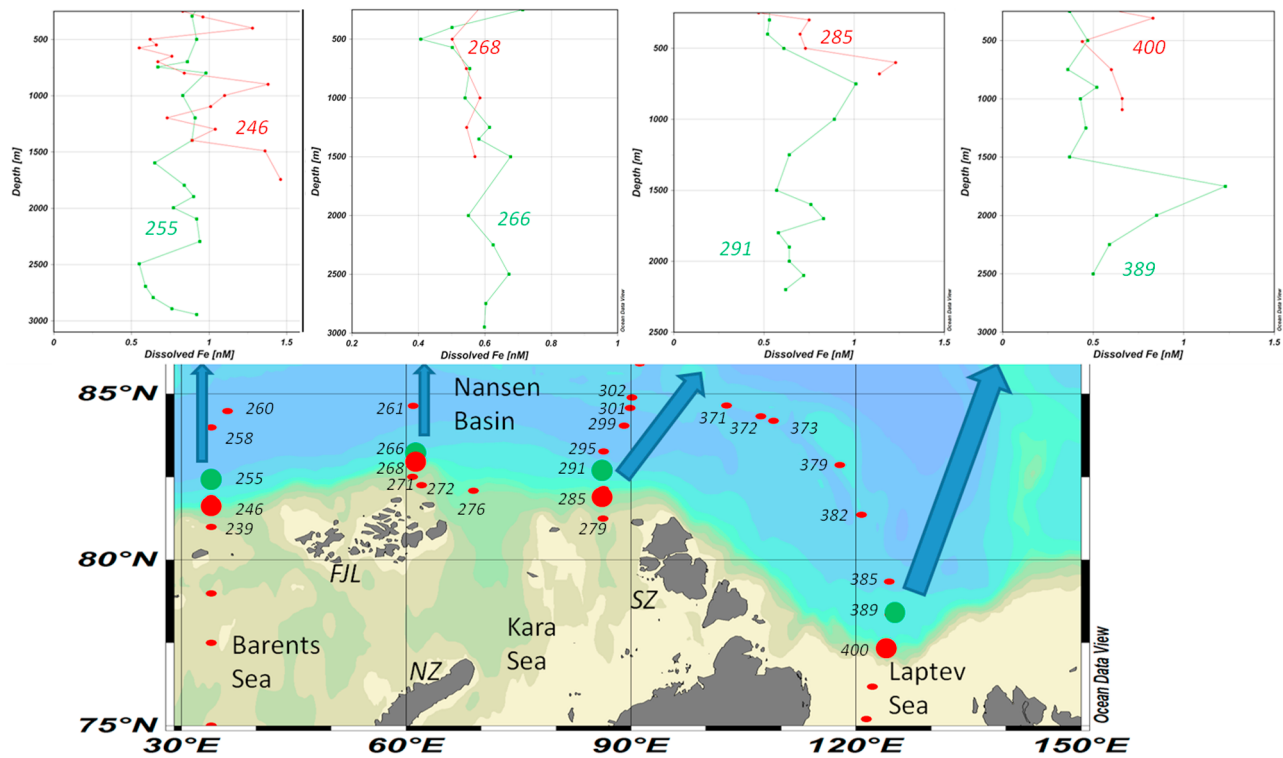 500
1000
1500
2000
2500
3000
Depth [m]
246
255
0
0.5
1
1.5
Dissolved Fe [nM]
500
1000
1500
2000
2500
3000
Depth [m]
268
266
0.2
0.4
0.6
0.8
1
Dissolved Fe [nM]
Ocean Data View
500
1000
1500
2000
2500
Depth [m]
285
291
0
0.5
1
1.5
Dissolved Fe [nM]
Ocean Data View
500
1000
1500
2000
2500
3000
Depth [m]
400
389
0
0.5
1
1.5
Dissolved Fe [nM]
Ocean Data View
85°N
80°N
75°N
30°E
60°E
90°E
120°E
150°E
260
258
255
246
239
261
266
268
271
272
276
Nansen
Basin
302
301
299
295
291
285
279
371
372
373
379
382
385
389
400
FJL
NZ
SZ
Barents
Sea
Kara
Sea
Laptev
Sea
Ocean Data View